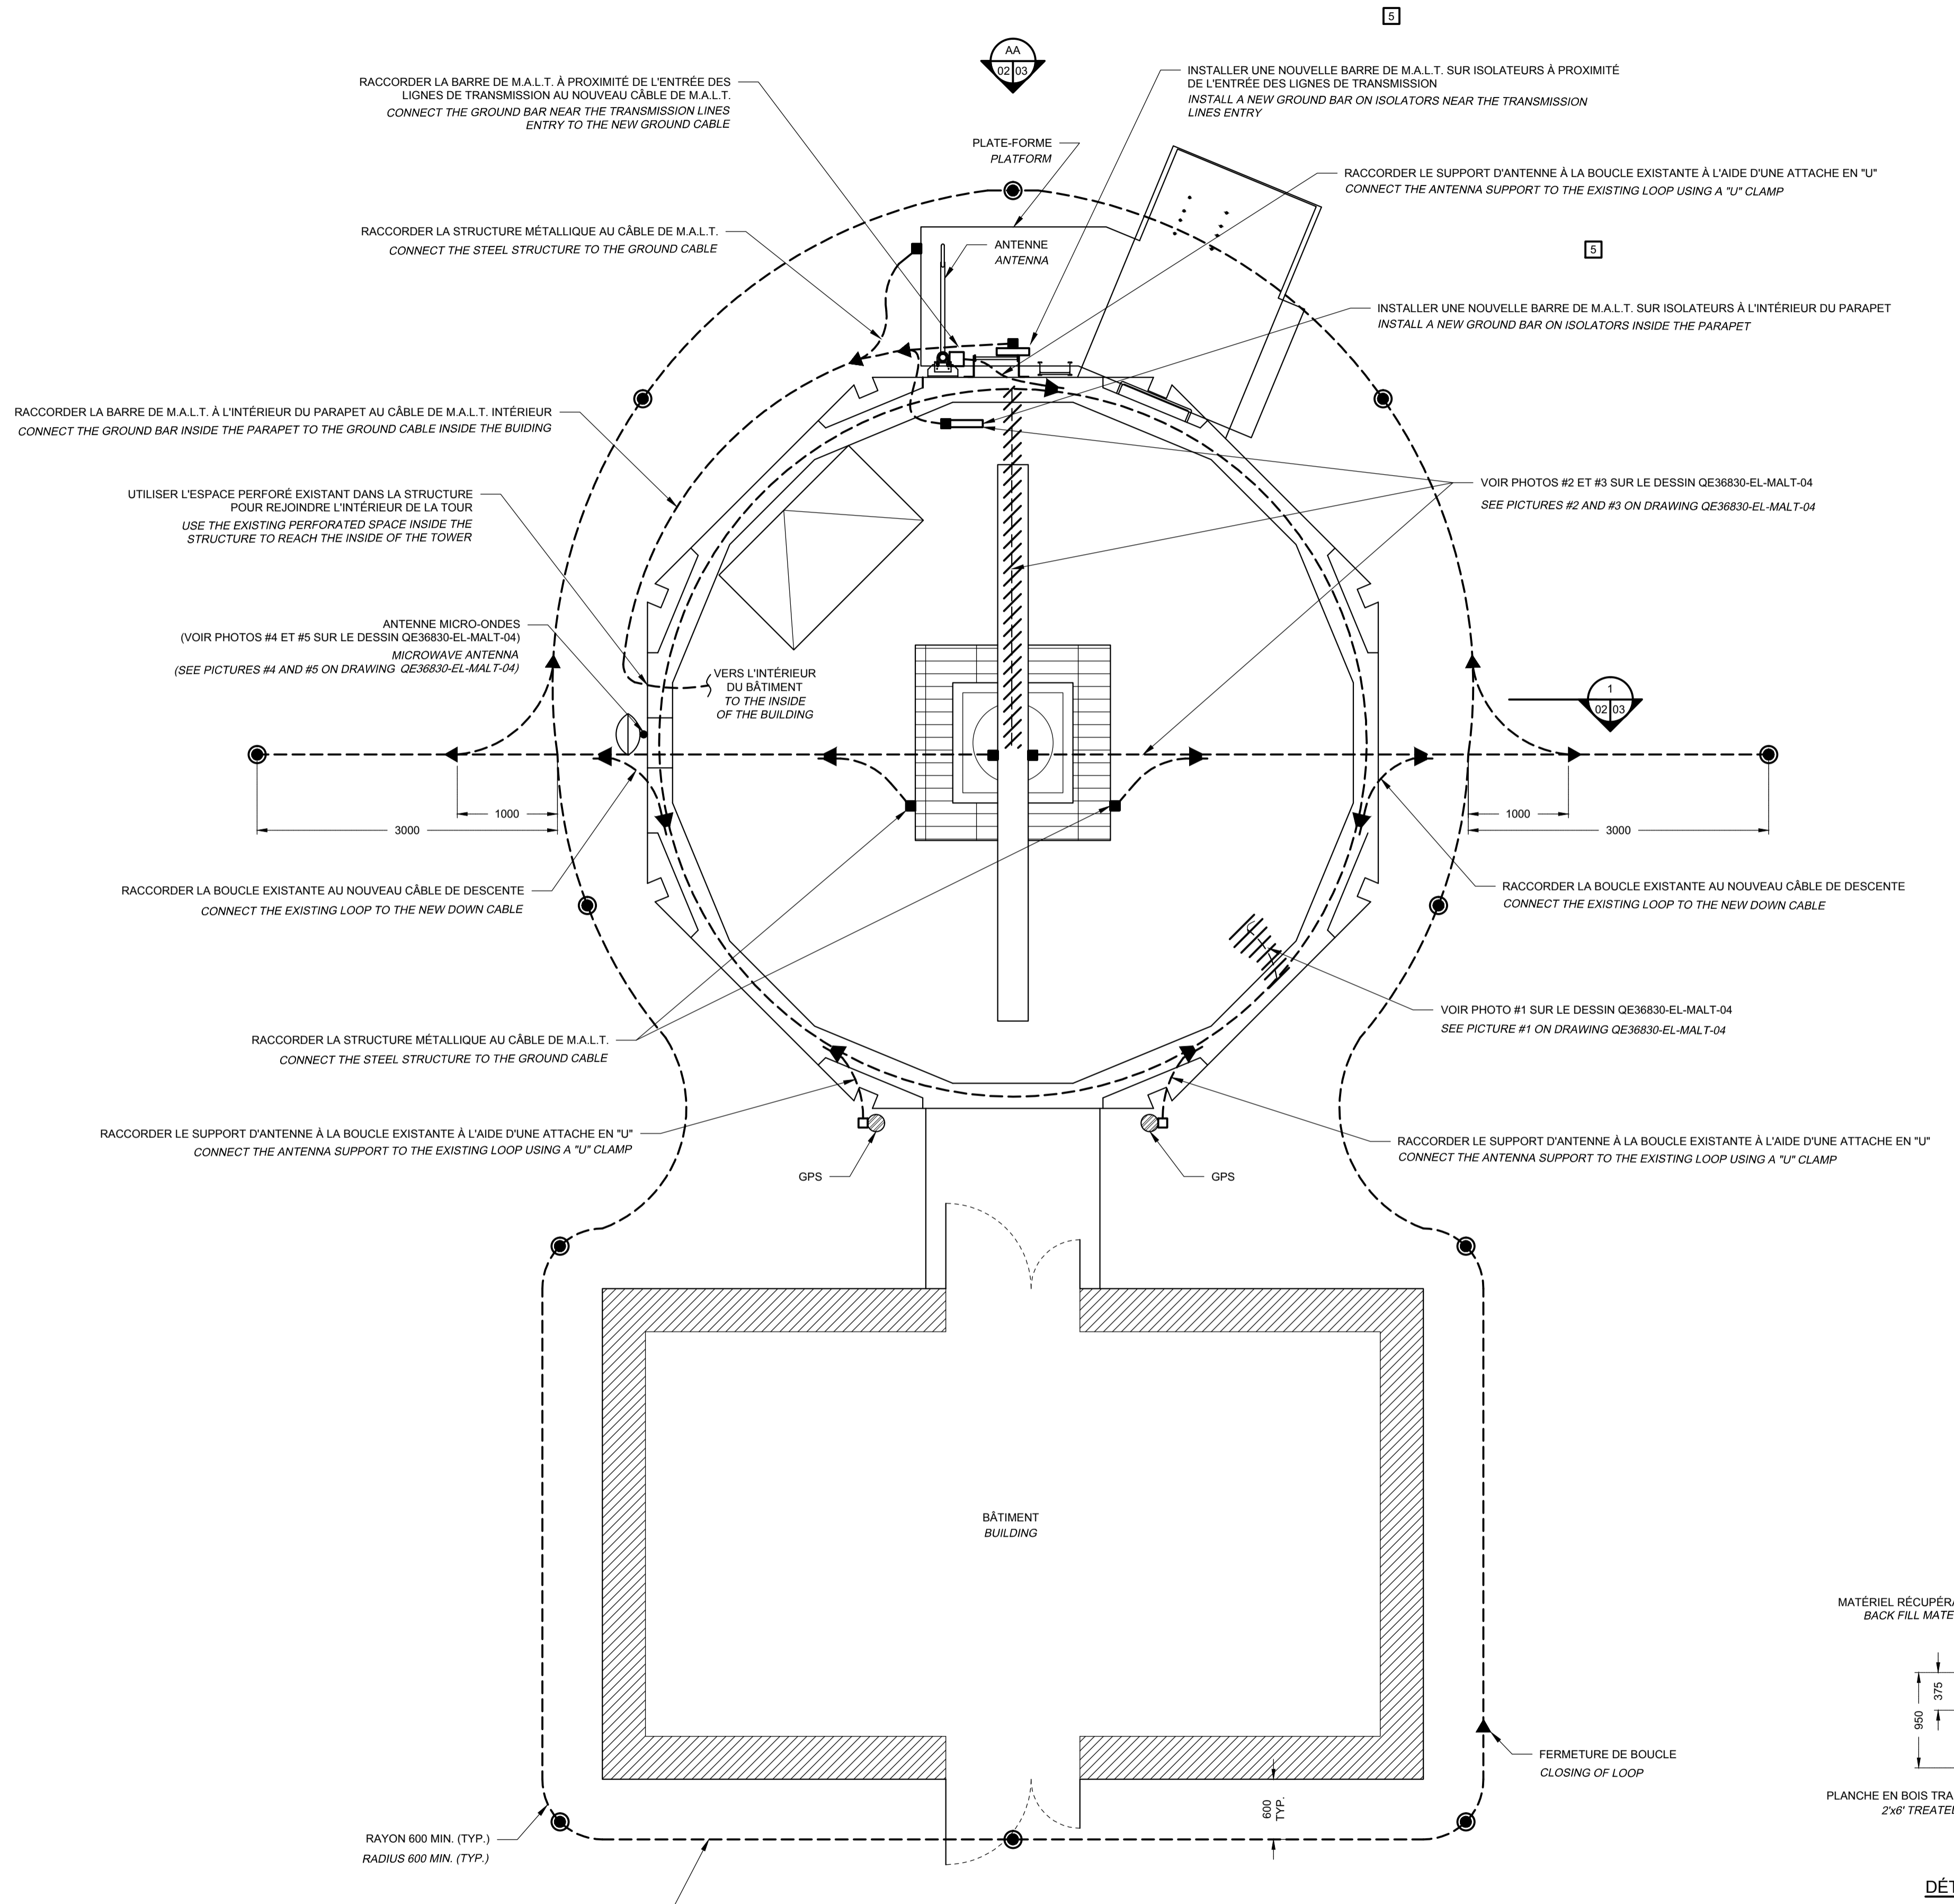 5
AA
02 03
RACCORDER LA BARRE DE M.A.L.T. À PROXIMITÉ DE L'ENTRÉE DES
LIGNES DE TRANSMISSION AU NOUVEAU CÂBLE DE M.A.L.T.
CONNECT THE GROUND BAR NEAR THE TRANSMISSION LINES
ENTRY TO THE NEW GROUND CABLE
INSTALLER UNE NOUVELLE BARRE DE M.A.L.T. SUR ISOLATEURS À PROXIMITÉ
DE L'ENTRÉE DES LIGNES DE TRANSMISSION
INSTALL A NEW GROUND BAR ON ISOLATORS NEAR THE TRANSMISSION
LINES ENTRY
PLATE-FORME
PLATFORM
RACCORDER LE SUPPORT D'ANTENNE À LA BOUCLE EXISTANTE À L'AIDE D'UNE ATTACHE EN "U"
CONNECT THE ANTENNA SUPPORT TO THE EXISTING LOOP USING A "U" CLAMP
RACCORDER LA STRUCTURE MÉTALLIQUE AU CÂBLE DE M.A.L.T.
CONNECT THE STEEL STRUCTURE TO THE GROUND CABLE
ANTENNE
ANTENNA
5
INSTALLER UNE NOUVELLE BARRE DE M.A.L.T. SUR ISOLATEURS À L'INTÉRIEUR DU PARAPET
INSTALL A NEW GROUND BAR ON ISOLATORS INSIDE THE PARAPET
RACCORDER LA BARRE DE M.A.L.T. À L'INTÉRIEUR DU PARAPET AU CÂBLE DE M.A.L.T. INTÉRIEUR
CONNECT THE GROUND BAR INSIDE THE PARAPET TO THE GROUND CABLE INSIDE THE BUIDING
UTILISER L'ESPACE PERFORÉ EXISTANT DANS LA STRUCTURE
POUR REJOINDRE L'INTÉRIEUR DE LA TOUR
USE THE EXISTING PERFORATED SPACE INSIDE THE
STRUCTURE TO REACH THE INSIDE OF THE TOWER
VOIR PHOTOS #2 ET #3 SUR LE DESSIN QE36830-EL-MALT-04
SEE PICTURES #2 AND #3 ON DRAWING QE36830-EL-MALT-04
ANTENNE MICRO-ONDES
(VOIR PHOTOS #4 ET #5 SUR LE DESSIN QE36830-EL-MALT-04)
MICROWAVE ANTENNA
(SEE PICTURES #4 AND #5 ON DRAWING QE36830-EL-MALT-04)
VERS L'INTÉRIEUR
DU BÂTIMENT
TO THE INSIDE
OF THE BUILDING
1
02 03
1000
3000
1000
3000
RACCORDER LA BOUCLE EXISTANTE AU NOUVEAU CÂBLE DE DESCENTE
CONNECT THE EXISTING LOOP TO THE NEW DOWN CABLE
RACCORDER LA BOUCLE EXISTANTE AU NOUVEAU CÂBLE DE DESCENTE
CONNECT THE EXISTING LOOP TO THE NEW DOWN CABLE
VOIR PHOTO #1 SUR LE DESSIN QE36830-EL-MALT-04
SEE PICTURE #1 ON DRAWING QE36830-EL-MALT-04
RACCORDER LA STRUCTURE MÉTALLIQUE AU CÂBLE DE M.A.L.T.
CONNECT THE STEEL STRUCTURE TO THE GROUND CABLE
RACCORDER LE SUPPORT D'ANTENNE À LA BOUCLE EXISTANTE À L'AIDE D'UNE ATTACHE EN "U"
CONNECT THE ANTENNA SUPPORT TO THE EXISTING LOOP USING A "U" CLAMP
RACCORDER LE SUPPORT D'ANTENNE À LA BOUCLE EXISTANTE À L'AIDE D'UNE ATTACHE EN "U"
CONNECT THE ANTENNA SUPPORT TO THE EXISTING LOOP USING A "U" CLAMP
GPS
GPS
BÂTIMENT
BUILDING
MATÉRIEL RÉCUPÉRA
BACK FILL MATE
375
950
FERMETURE DE BOUCLE
CLOSING OF LOOP
PLANCHE EN BOIS TRA
2'x6' TREATE
600
TYP.
RAYON 600 MIN. (TYP.)
RADIUS 600 MIN. (TYP.)
DÉT